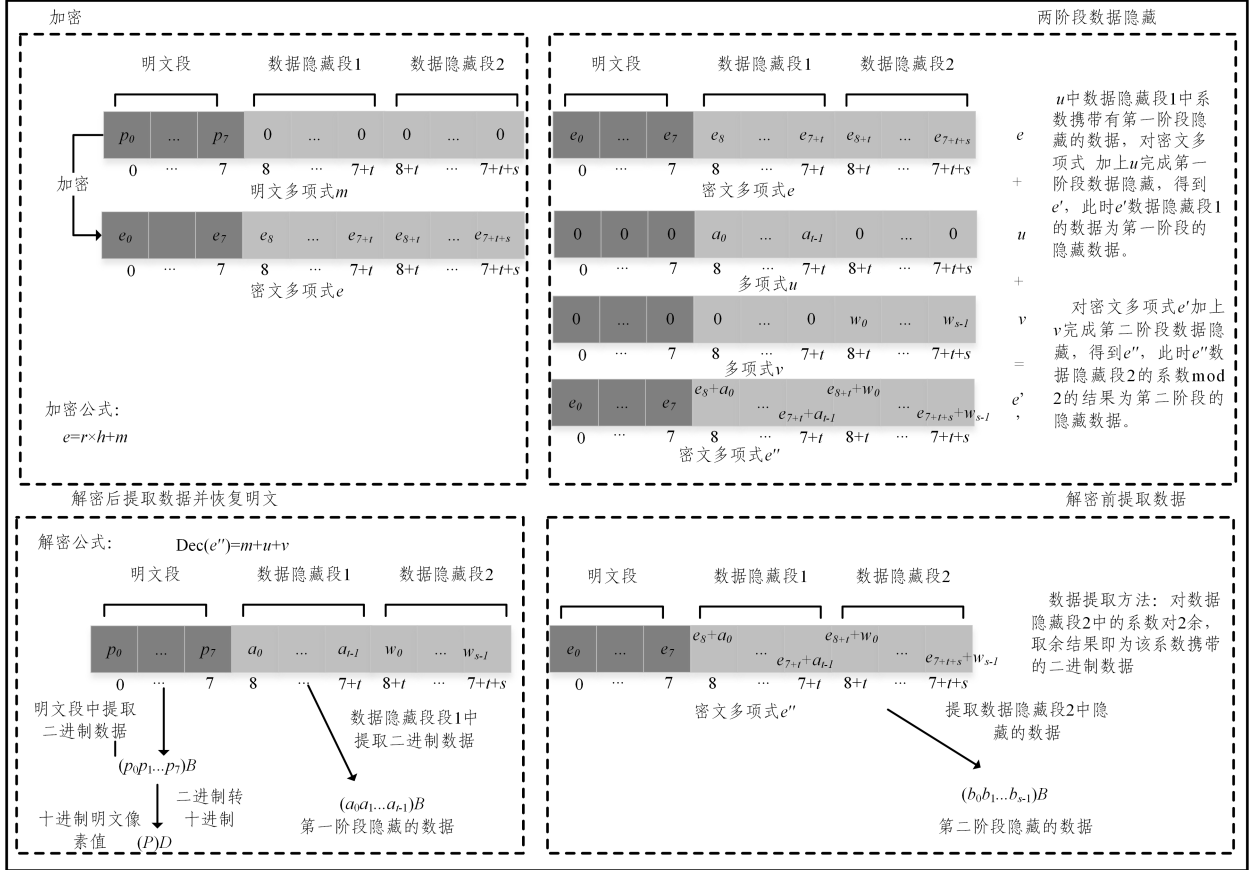 加密
明文段 数据隐藏段1 数据隐藏段2
p0 ... p7 0 ... 0 0 ... 0
0 ... 7 8 ... 7+t 8+t ... 7+t+s
明文多项式m
加密
e0 e7 e8 ... e7+t e8+t ... e7+t+s
0 ... 7 8 ... 7+t 8+t ... 7+t+s
密文多项式e
加密公式：
e=r×h+m
两阶段数据隐藏
明文段 数据隐藏段1 数据隐藏段2
e0 ... e7 e8 ... e7+t e8+t ... e7+t+s
0 ... 7 8 ... 7+t 8+t ... 7+t+s
密文多项式e
0 0 0 a0 ... at-1 0 ... 0
0 ... 7 8 ... 7+t 8+t ... 7+t+s
多项式u
0 ... 0 0 ... 0 w0 ... ws-1
0 ... 7 8 ... 7+t 8+t ... 7+t+s
多项式v
e0 ... e7 e8+a0 ... e7+t+at-1 e8+t+w0 ... e7+t+s+ws-1
0 ... 7 8 ... 7+t 8+t ... 7+t+s
密文多项式e''
e
+
u
+
v
=
e’
’
u中数据隐藏段1中系
数携带有第一阶段隐
藏的数据，对密文多
项式 加上u完成第一
阶段数据隐藏，得到
e'，此时e'数据隐藏段1
的数据为第一阶段的
隐藏数据。
对密文多项式e'加上
v完成第二阶段数据隐
藏，得到e''，此时e''数
据隐藏段2的系数mod
2的结果为第二阶段的
隐藏数据。
解密后提取数据并恢复明文
解密公式： Dec(e'')=m+u+v
明文段 数据隐藏段1 数据隐藏段2
p0 ... p7 a0 ... at-1 w0 ... ws-1
0 ... 7 8 ... 7+t 8+t ... 7+t+s
明文段中提取
二进制数据
(p0p1...p7)B
二进制转
十进制
十进制明文像
素值
(P)D
数据隐藏段段1中
提取二进制数据
(a0a1...at-1)B
第一阶段隐藏的数据
解密前提取数据
明文段 数据隐藏段1 数据隐藏段2
e0 ... e7 e8+a0 ... e7+t+at-1 e8+t+w0 ... e7+t+s+ws-1
0 ... 7 8 ... 7+t 8+t ... 7+t+s
密文多项式e''
数据提取方法：对数据
隐藏段2中的系数对2余，
取余结果即为该系数携带
的二进制数据
提取数据隐藏段2中隐
藏的数据
(b0b1...bs-1)B
第二阶段隐藏的数据